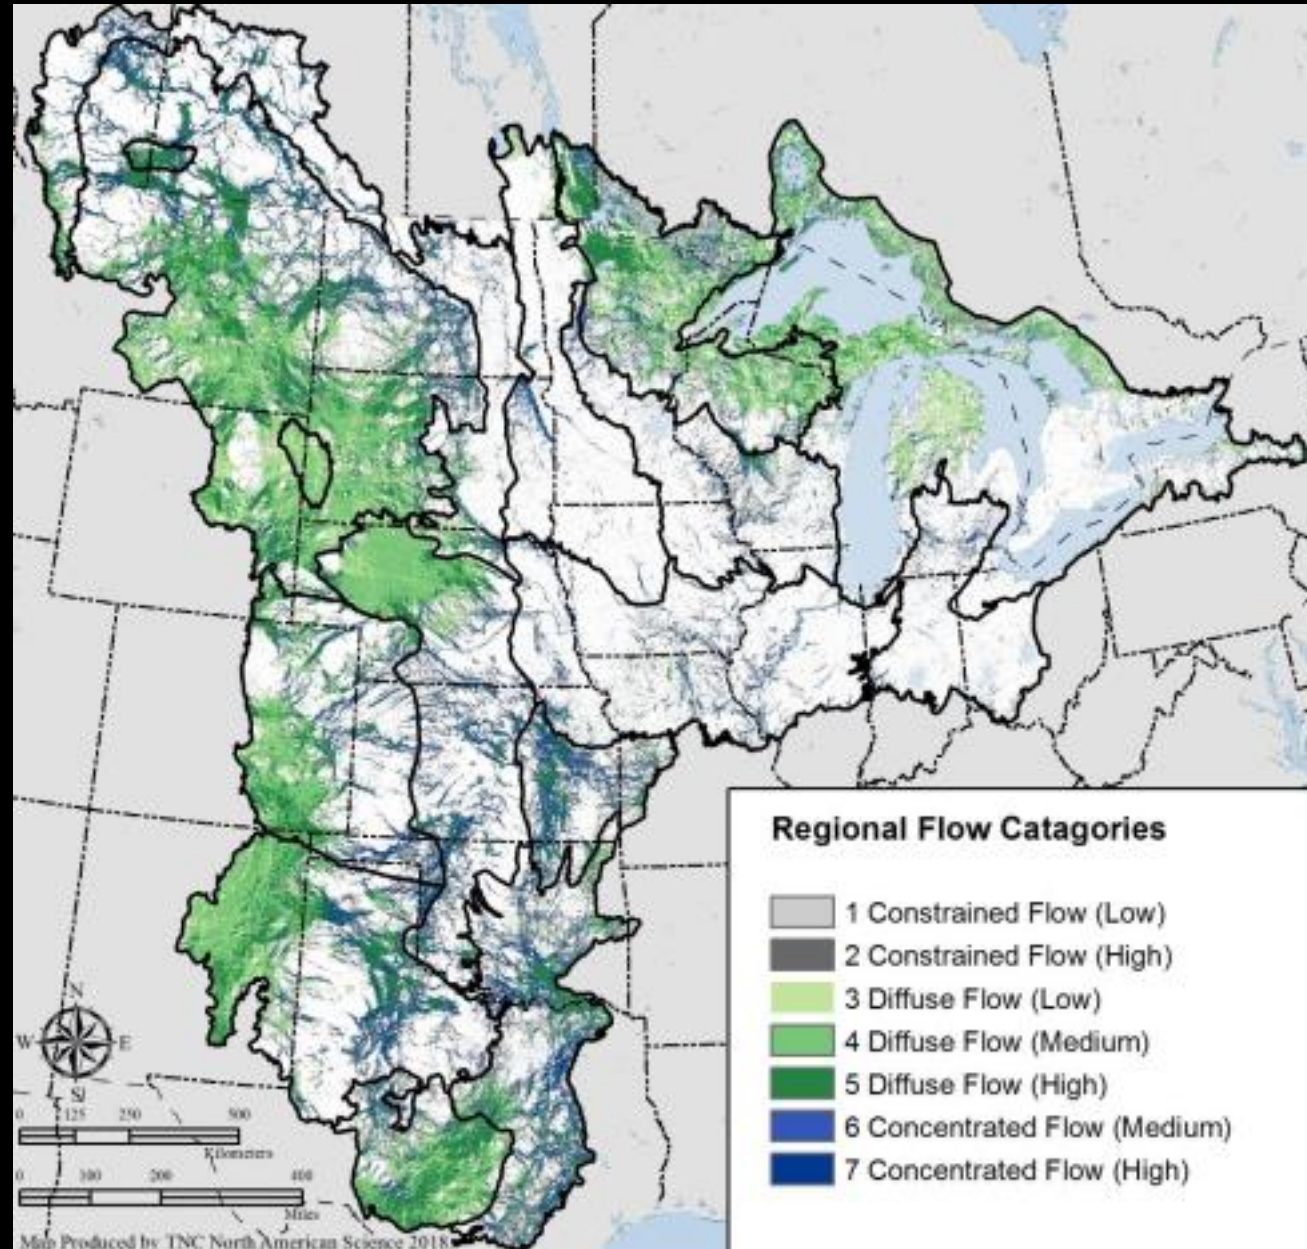 Regional Flow Catagories
1 Constrained Flow (Low)
2 Constrained Flow (High)
3 Diffuse Flow (Low)
4 Diffuse Flow (Medium)
5 Diffuse Flow (High)
6 Concentrated Flow (Medium)
7 Concentrated Flow (High)
N
W E
S
0 125 250 500
Kilometers
0 100 200 400
Miles
Map Produced by TNC North American Science 2018